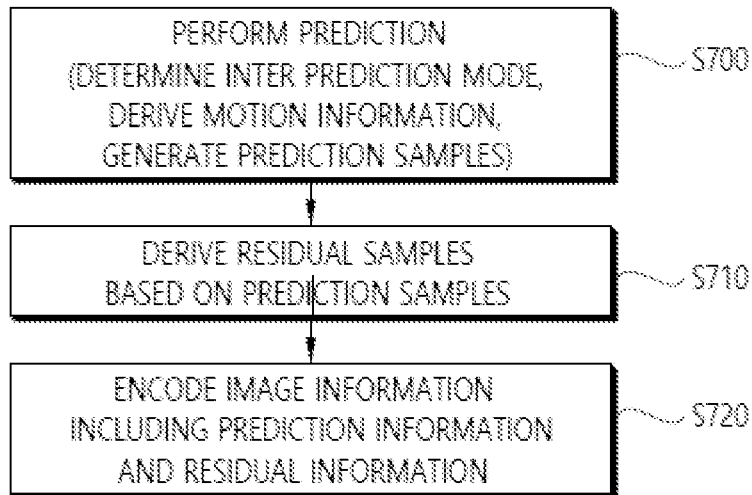 PERFORM PREDICTION
(DETERMINE INTER PREDICTION MODE,
DERIVE MOTION INFORMATION,
GENERATE PREDICTION SAMPLES)
S700
DERIVE RESIDUAL SAMPLES
BASED ON PREDICTION SAMPLES
S710
ENCODE IMAGE INFORMATION
INCLUDING PREDICTION INFORMATION
AND RESIDUAL INFORMATION
S720